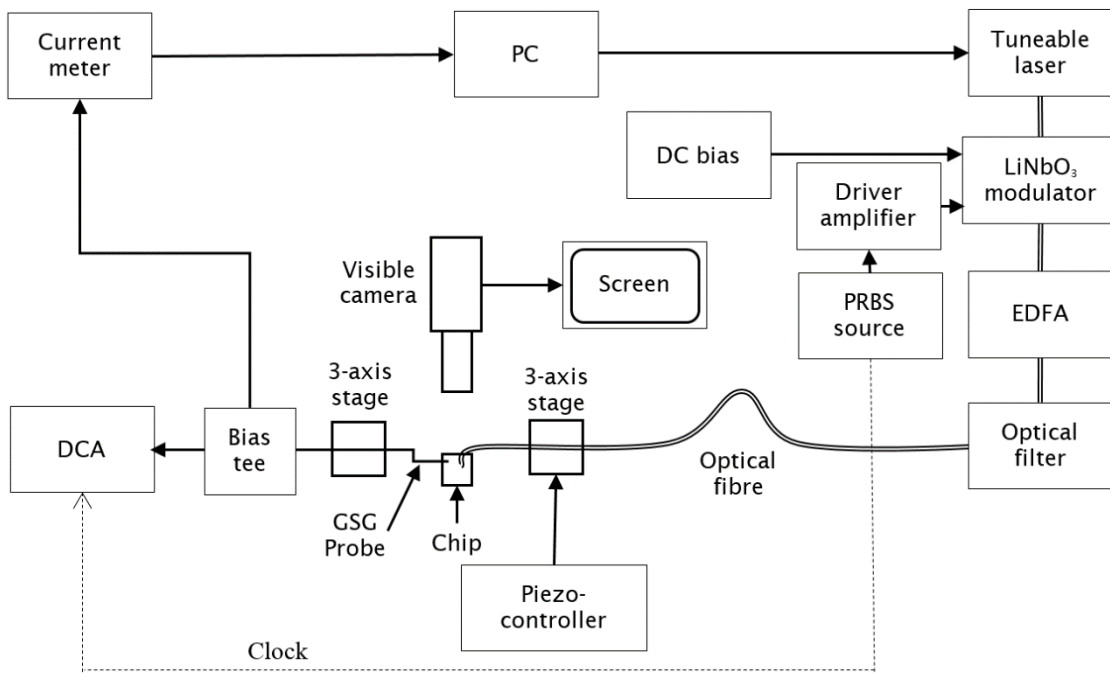 Current
meter
PC
Tuneable
laser
DC bias
LiNbO₃
modulator
Driver
amplifier
Visible
camera
Screen
PRBS
source
EDFA
3-axis
stage
3-axis
stage
DCA
Bias
tee
Optical
fibre
Optical
filter
GSG
Probe
Chip
Piezo-
controller
Clock